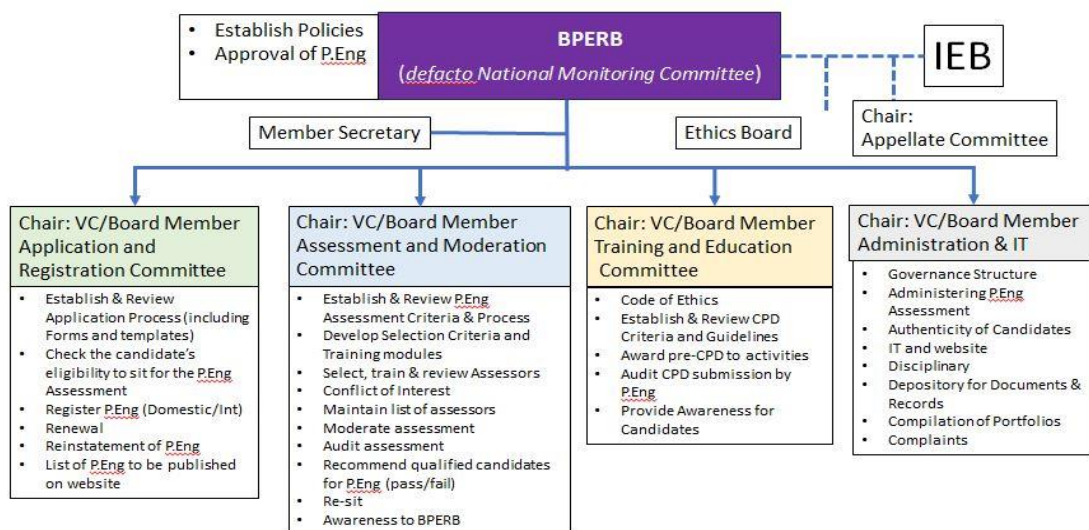 • Establish Policies
• Approval of P.Eng
BPERB
(defacto National Monitoring Committee)
IEB
Member Secretary
Ethics Board
Chair:
Appellate Committee
Chair: VC/Board Member
Application and
Registration Committee
• Establish & Review
Application Process (including
Forms and templates)
• Check the candidate's
eligibility to sit for the P.Eng
Assessment
• Register P.Eng (Domestic/Int)
• Renewal
• Reinstatement of P.Eng
• List of P.Eng to be published
on website
Chair: VC/Board Member
Assessment and Moderation
Committee
• Establish & Review P.Eng
Assessment Criteria & Process
• Develop Selection Criteria and
Training modules
• Select, train & review Assessors
• Conflict of Interest
• Maintain list of assessors
• Moderate assessment
• Audit assessment
• Recommend qualified candidates
for P.Eng (pass/fail)
• Re-sit
• Awareness to BPERB
Chair: VC/Board Member
Training and Education
Committee
• Code of Ethics
• Establish & Review CPD
Criteria and Guidelines
• Award pre-CPD to activities
• Audit CPD submission by
P.Eng
• Provide Awareness for
Candidates
Chair: VC/Board Member
Administration & IT
• Governance Structure
• Administering P.Eng
Assessment
• Authenticity of Candidates
• IT and website
• Disciplinary
• Depository for Documents &
Records
• Compilation of Portfolios
• Complaints